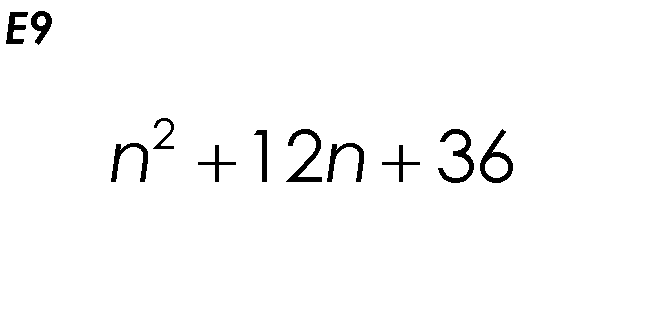 E9
n² + 12n + 36